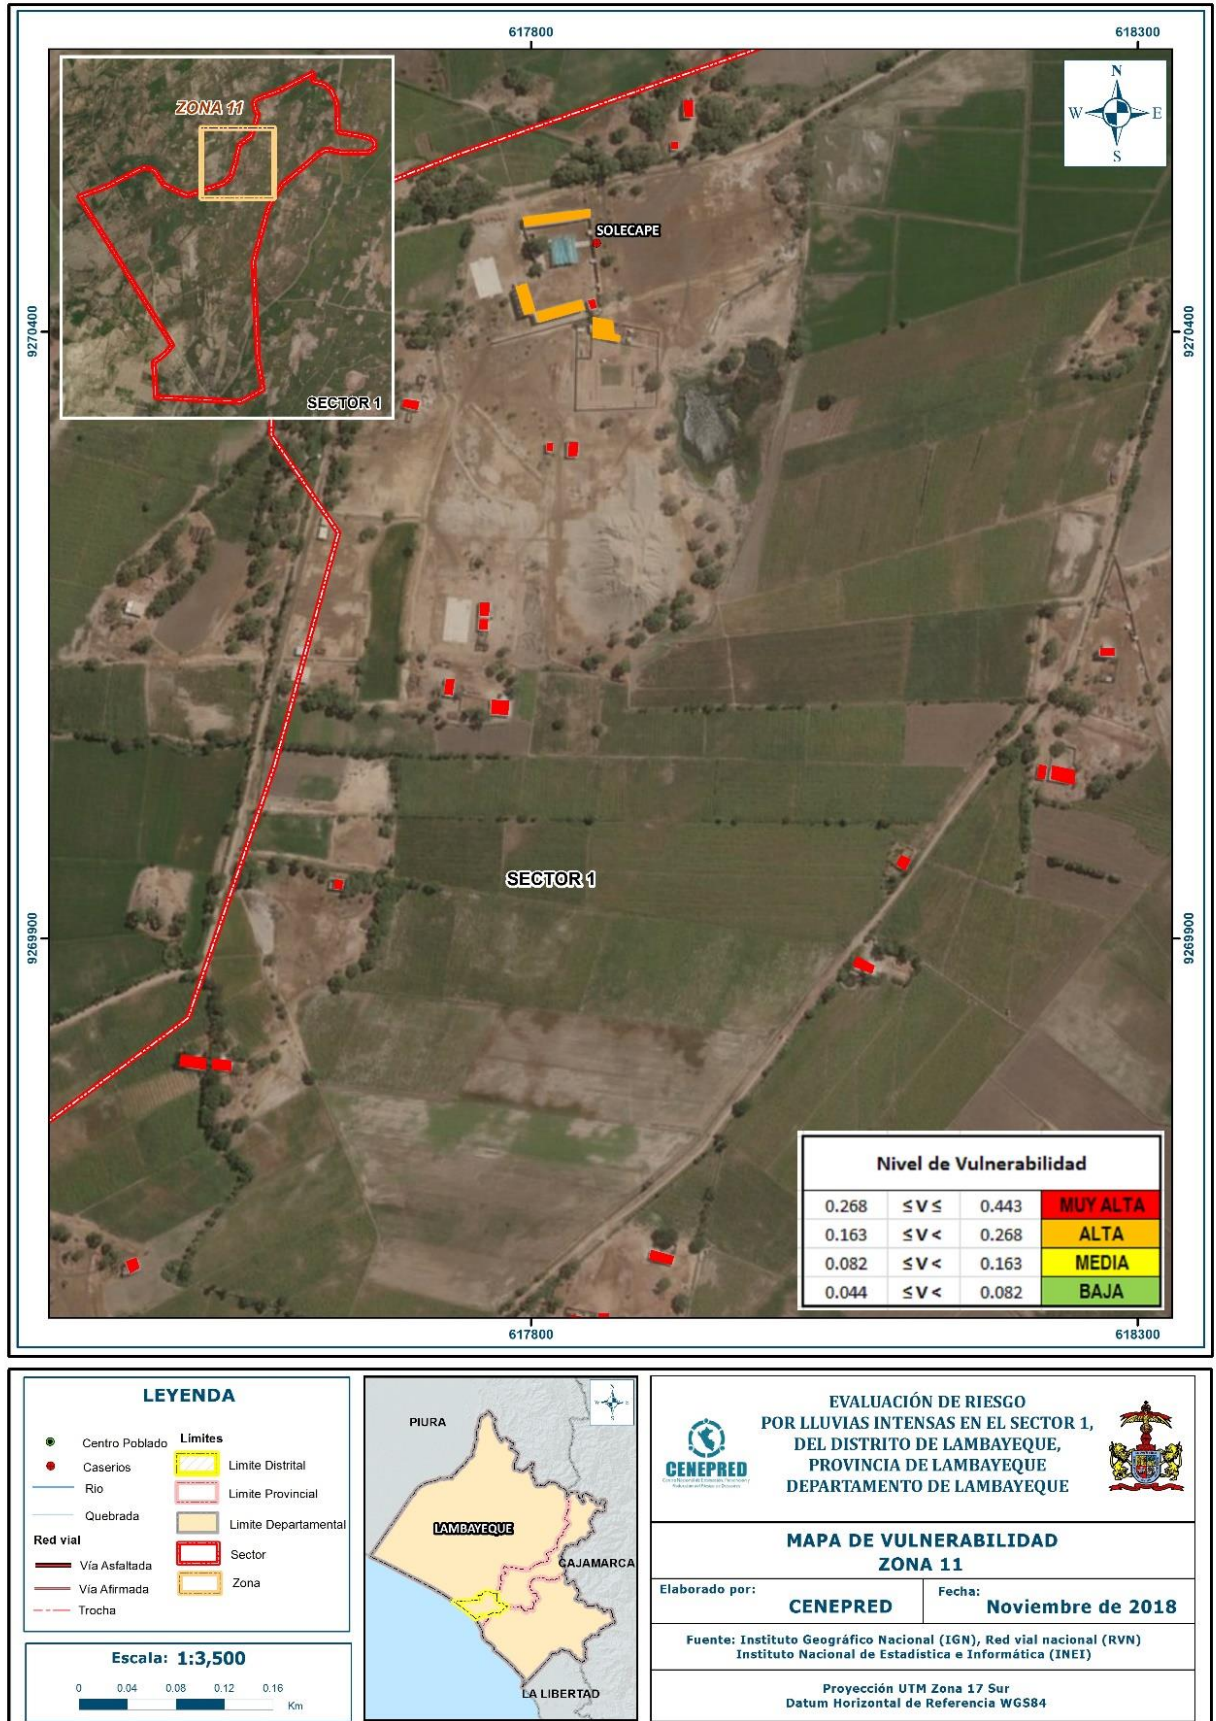 617800
618300
ZONA 11
N
W
E
S
SOLECAPE
9270400
9270400
SECTOR 1
SECTOR 1
9269900
9269900
Nivel de Vulnerabilidad
0.268 ≤ V ≤ 0.443 MUY ALTA
0.163 ≤ V < 0.268 ALTA
0.082 ≤ V < 0.163 MEDIA
0.044 ≤ V < 0.082 BAJA
617800
618300
LEYENDA
Centro Poblado
Caserios
Rio
Quebrada
Red vial
Vía Asfaltada
Vía Afirmada
Trocha
Limites
Limite Distrital
Limite Provincial
Limite Departamental
Sector
Zona
Escala: 1:3,500
0 0.04 0.08 0.12 0.16
Km
PIURA
LAMBAYEQUE
CAJAMARCA
LA LIBERTAD
CENEPRED
EVALUACIÓN DE RIESGO
POR LLUVIAS INTENSAS EN EL SECTOR 1,
DEL DISTRITO DE LAMBAYEQUE,
PROVINCIA DE LAMBAYEQUE
DEPARTAMENTO DE LAMBAYEQUE
MAPA DE VULNERABILIDAD
ZONA 11
Elaborado por:
CENEPRED
Fecha:
Noviembre de 2018
Fuente: Instituto Geográfico Nacional (IGN), Red vial nacional (RVN)
Instituto Nacional de Estadística e Informática (INEI)
Proyección UTM Zona 17 Sur
Datum Horizontal de Referencia WGS84